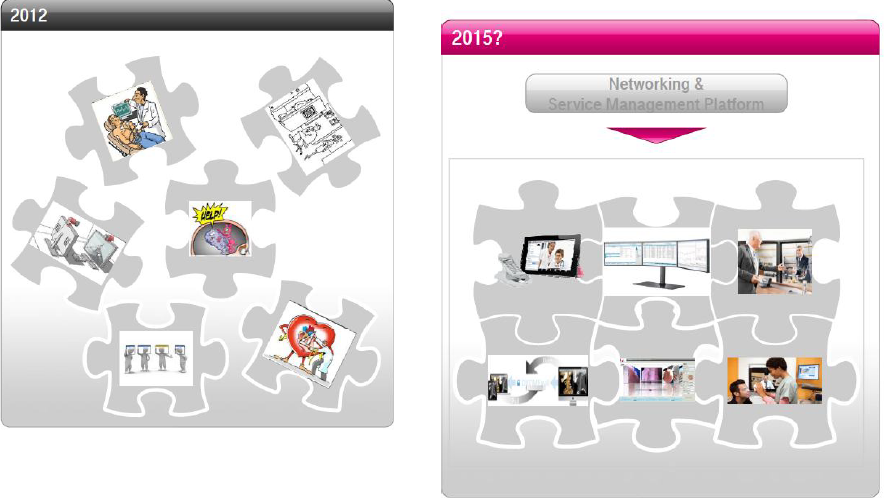 2012
HELP!
2015?
Networking &
Service Management Platform